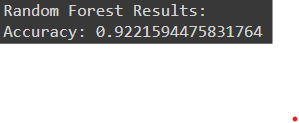 Random Forest Results:
Accuracy: 0.9221594475831764